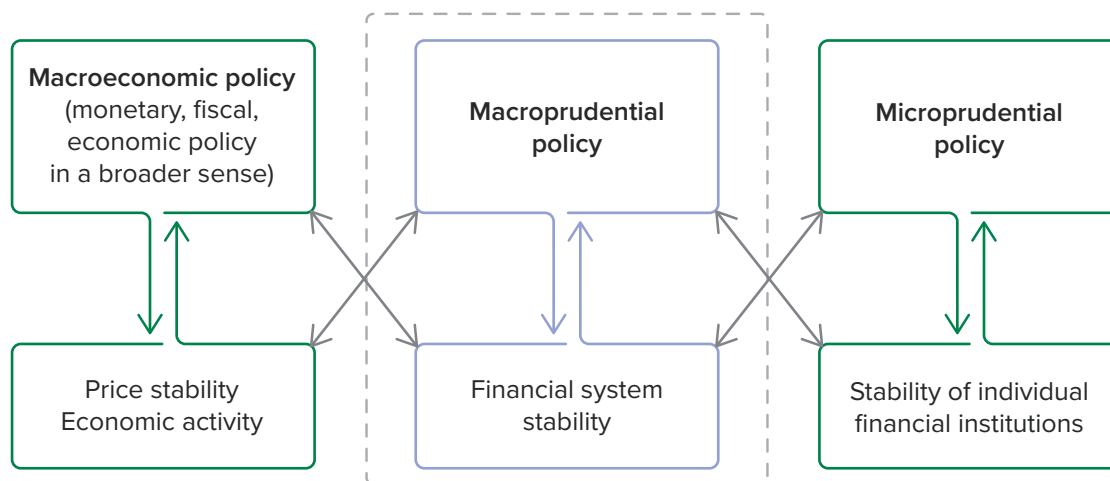 Macroeconomic policy
(monetary, fiscal,
economic policy
in a broader sense)
Macroprudential
policy
Microprudential
policy
Price stability
Economic activity
Financial system
stability
Stability of individual
financial institutions